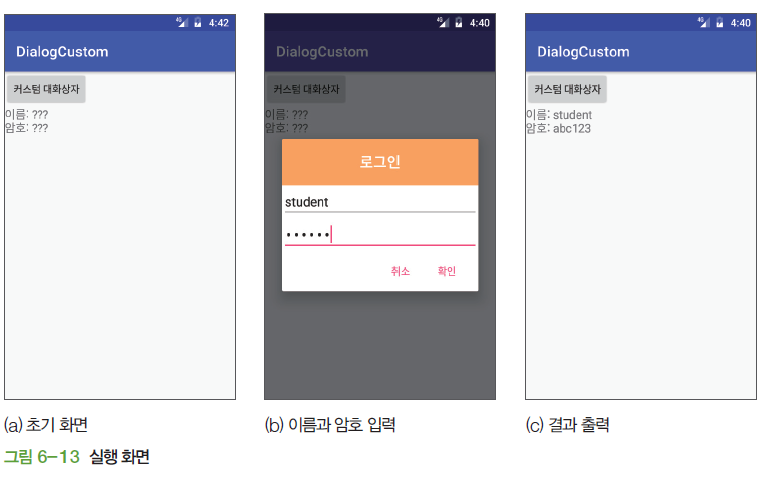 4G 4:42
DialogCustom
커스텀 대화상자
이름: ???
암호: ???
(a) 초기 화면
4G 4:40
DialogCustom
커스텀 대화상자
이름: ???
암호: ???
로그인
student
••••••
취소 확인
(b) 이름과 암호 입력
4G 4:40
DialogCustom
커스텀 대화상자
이름: student
암호: abc123
(c) 결과 출력
그림 6-13 실행 화면